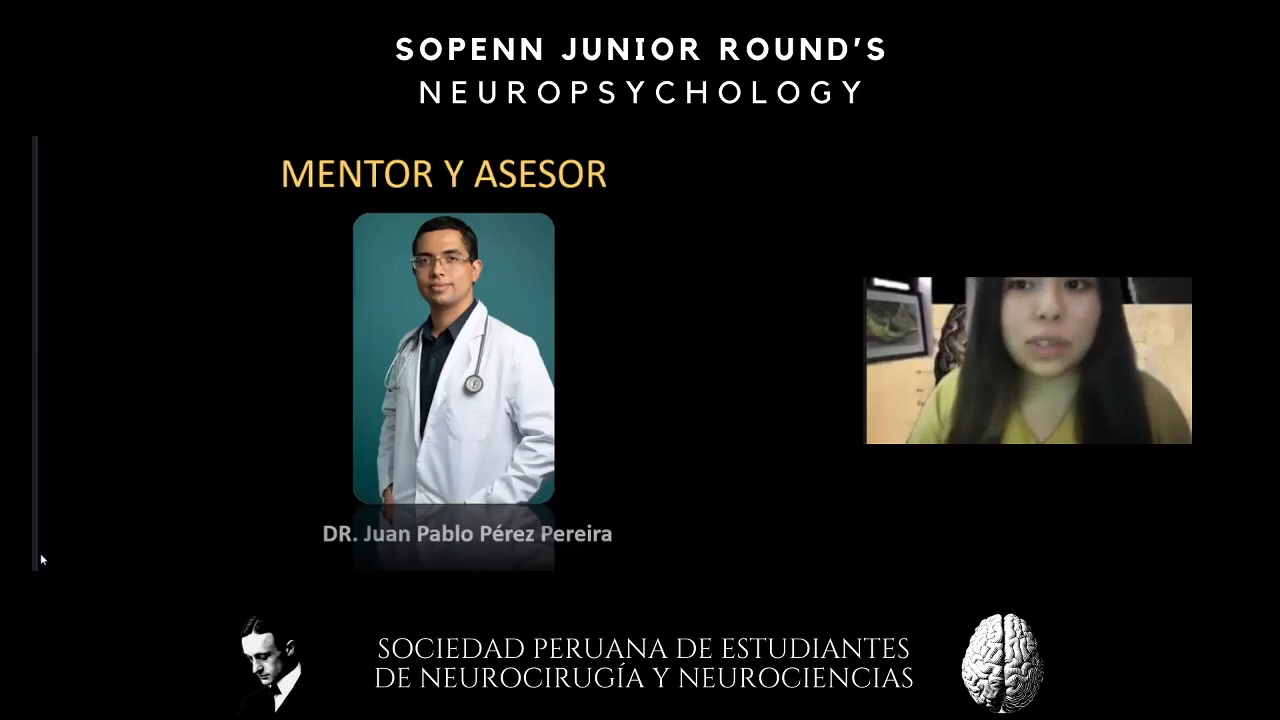 SOPENN JUNIOR ROUND'S
NEUROPSYCHOLOGY
MENTOR Y ASESOR
DR. Juan Pablo Pérez Pereira
SOCIEDAD PERUANA DE ESTUDIANTES
DE NEUROCIRUGÍA Y NEUROCIENCIAS